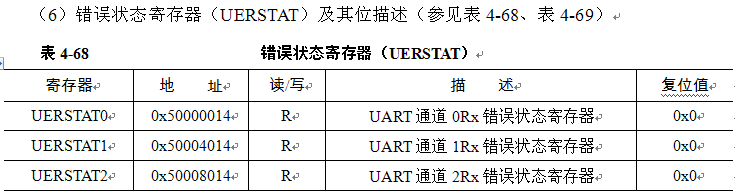 （6）错误状态寄存器（UERSTAT）及其位描述（参见表 4-68、表 4-69）
表 4-68 错误状态寄存器（UERSTAT）
寄存器 地 址 读/写 描 述 复位值
UERSTAT0 0x50000014 R UART 通道 0Rx 错误状态寄存器 0x0
UERSTAT1 0x50004014 R UART 通道 1Rx 错误状态寄存器 0x0
UERSTAT2 0x50008014 R UART 通道 2Rx 错误状态寄存器 0x0